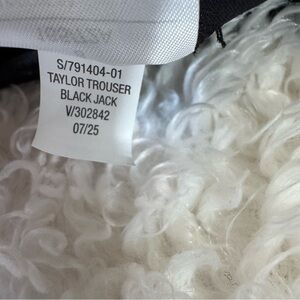 S/791404-01
TAYLOR TROUSER
BLACK JACK
V/302842
07/25